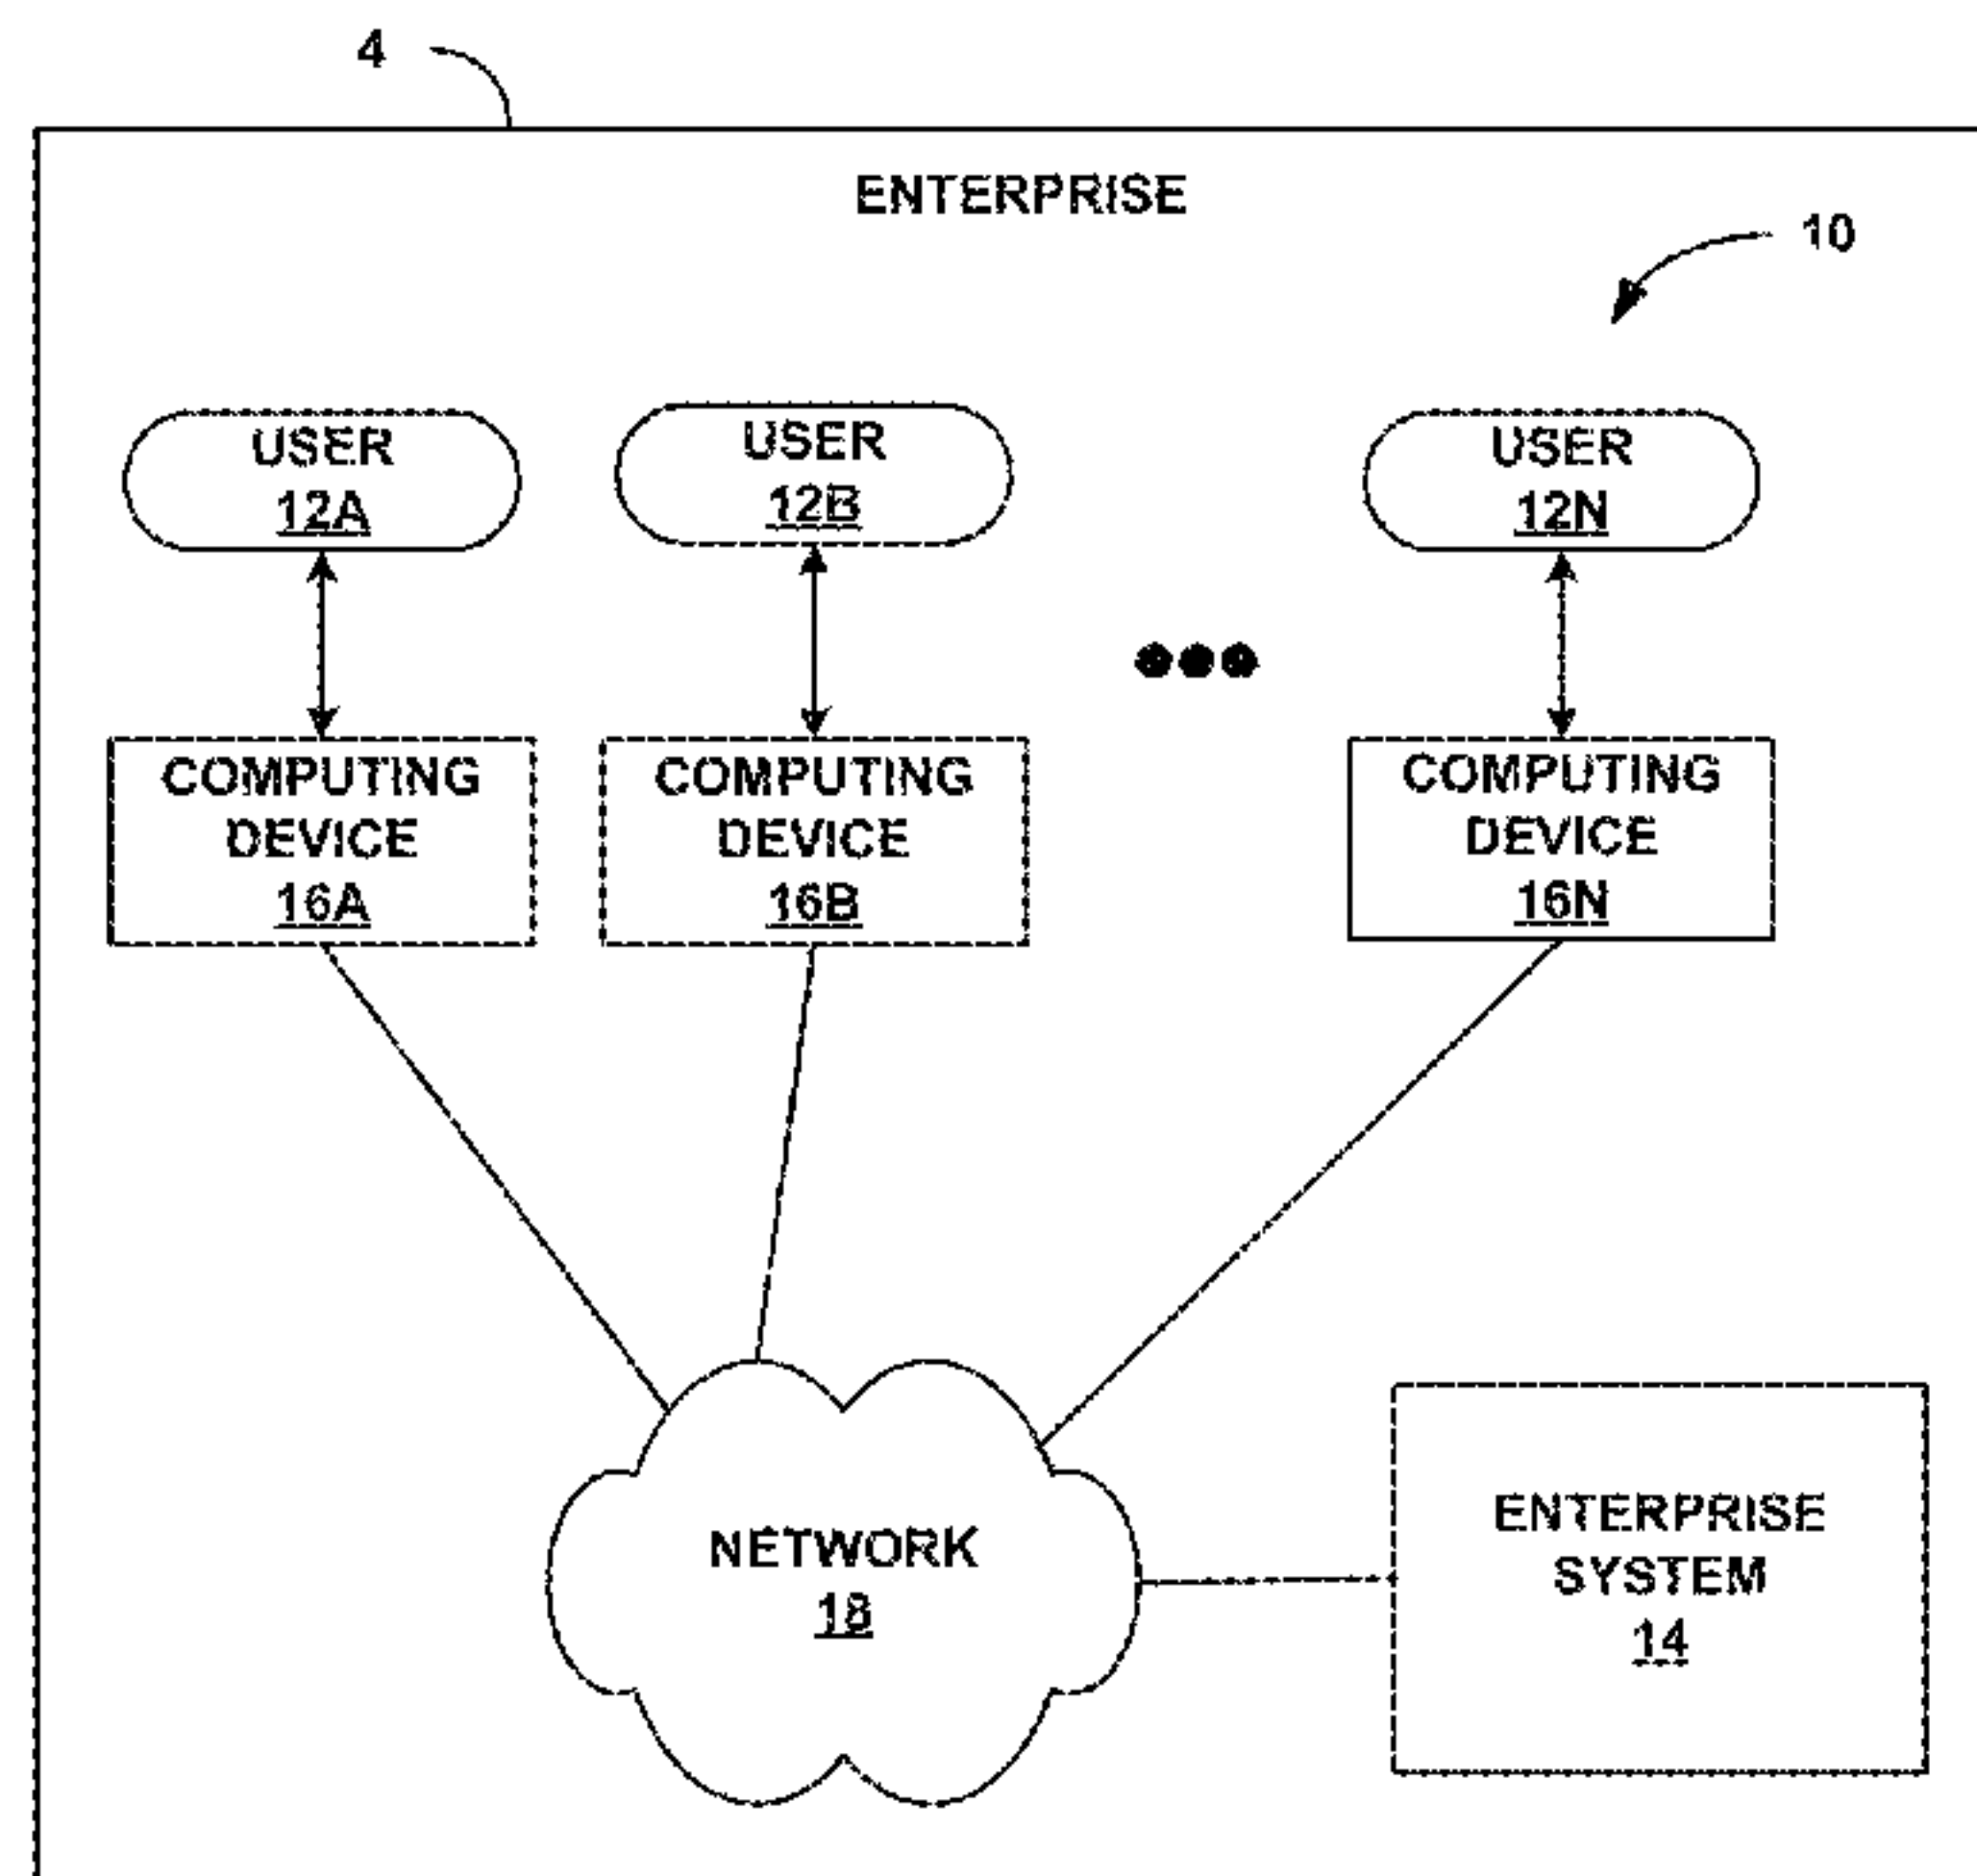 4
ENTERPRISE
10
USER
12A
USER
12B
USER
12N
COMPUTING
DEVICE
16A
COMPUTING
DEVICE
16B
COMPUTING
DEVICE
16N
NETWORK
18
ENTERPRISE
SYSTEM
14